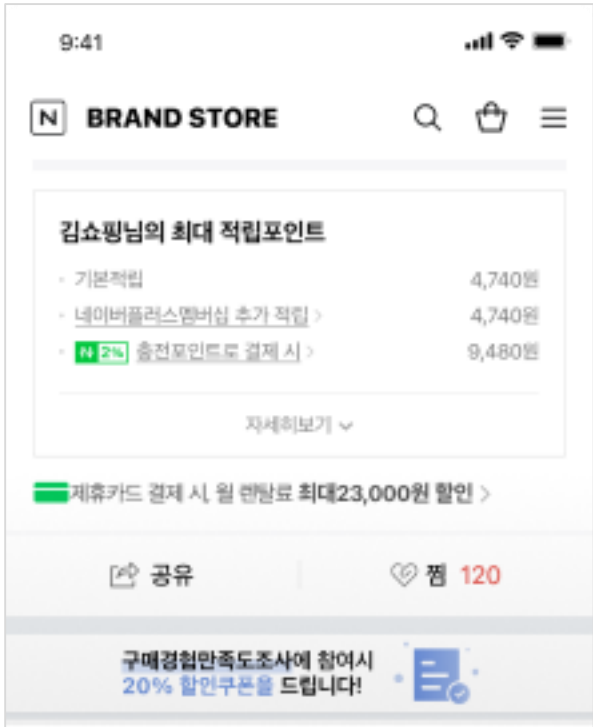 9:41
N BRAND STORE
김쇼핑님의 최대 적립포인트
· 기본적립 4,740원
· 네이버플러스멤버십 추가 적립 > 4,740원
· N 2% 충전포인트로 결제 시 > 9,480원
자세히보기
제휴카드 결제 시, 월 렌탈료 최대23,000원 할인 >
공유 찜 120
구매경험만족도조사에 참여시
20% 할인쿠폰을 드립니다!